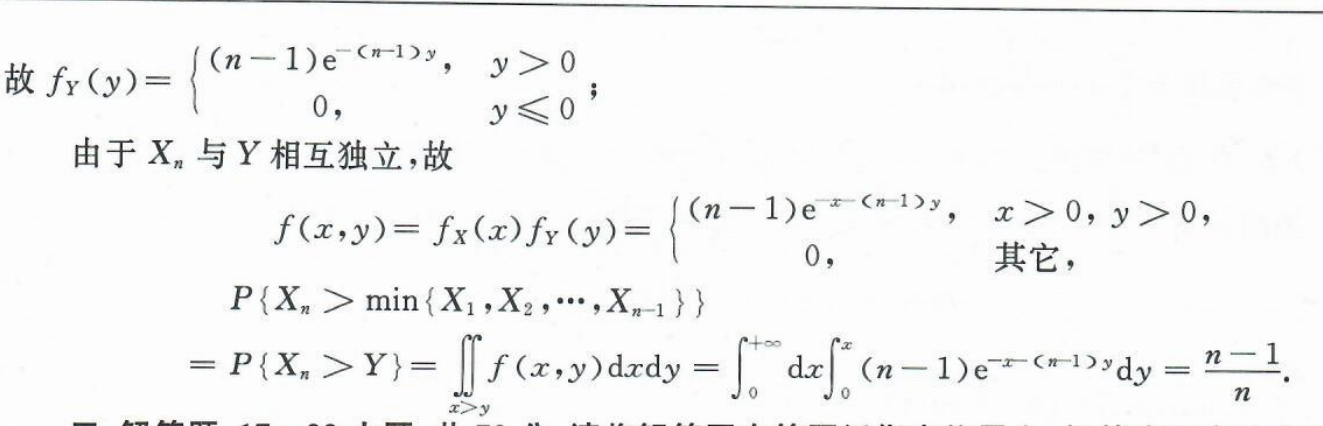 故 f_Y(y) = { (n-1)e^{-(n-1)y}, y > 0 ; 0, y ≤ 0 ;
由于 X_n 与 Y 相互独立,故
f(x,y) = f_X(x)f_Y(y) = { (n-1)e^{-x-(n-1)y}, x > 0, y > 0, 0, 其它,
P{X_n > min{X_1,X_2,⋯,X_{n-1}}}
= P{X_n > Y} = ∬_{x>y} f(x,y)dxdy = ∫_0^{+∞} dx ∫_0^x (n-1)e^{-x-(n-1)y}dy = \frac{n-1}{n}.